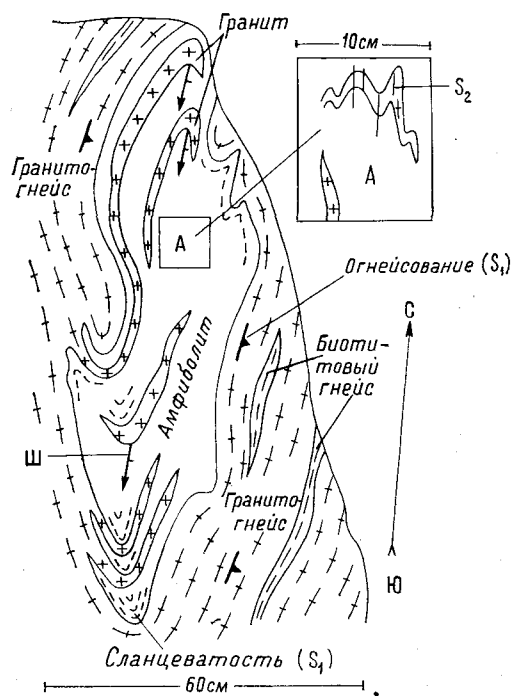 Гранит
10см
S₂
А
Гранито-
гнейс
А
Огнейсование (S₁)
С
Биоти-
товый
гнейс
Амфиболит
Ш
Гранито-
гнейс
Ю
Сланцеватость (S₁)
60см